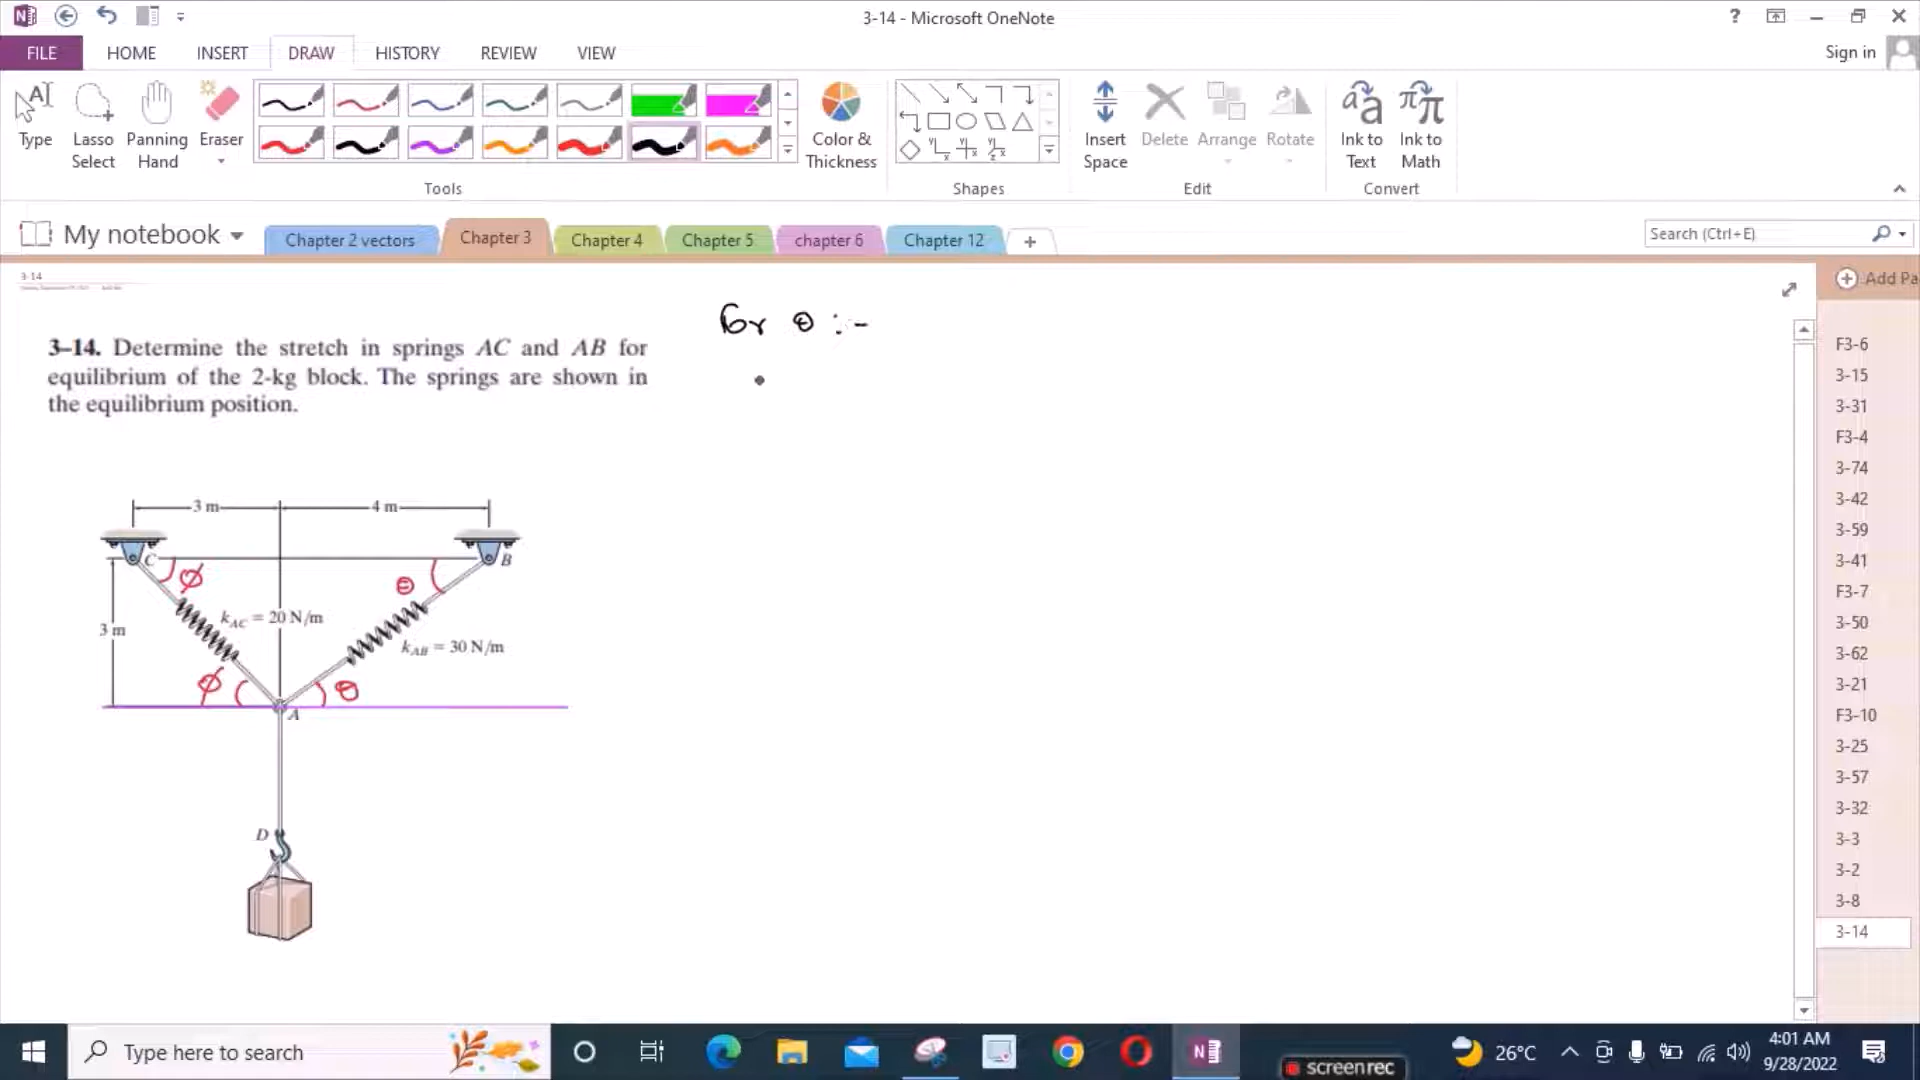 3-14 - Microsoft OneNote
?
FILE HOME INSERT DRAW HISTORY REVIEW VIEW
Sign in
Type
Lasso Select
Panning Hand
Eraser
Color & Thickness
Insert Space
Delete
Arrange
Rotate
Ink to Text
Ink to Math
Tools
Shapes
Edit
Convert
My notebook
Chapter 2 vectors
Chapter 3
Chapter 4
Chapter 5
chapter 6
Chapter 12
Search (Ctrl+E)
3-14
Add Pa
3–14. Determine the stretch in springs AC and AB for
equilibrium of the 2-kg block. The springs are shown in
the equilibrium position.
for θ :-
3 m
4 m
C
B
ϕ
θ
kAC = 20 N/m
3 m
kAB = 30 N/m
ϕ
θ
A
D
F3-6
3-15
3-31
F3-4
3-74
3-42
3-59
3-41
F3-7
3-50
3-62
3-21
F3-10
3-25
3-57
3-32
3-3
3-2
3-8
3-14
Type here to search
screenrec
26°C
4:01 AM
9/28/2022